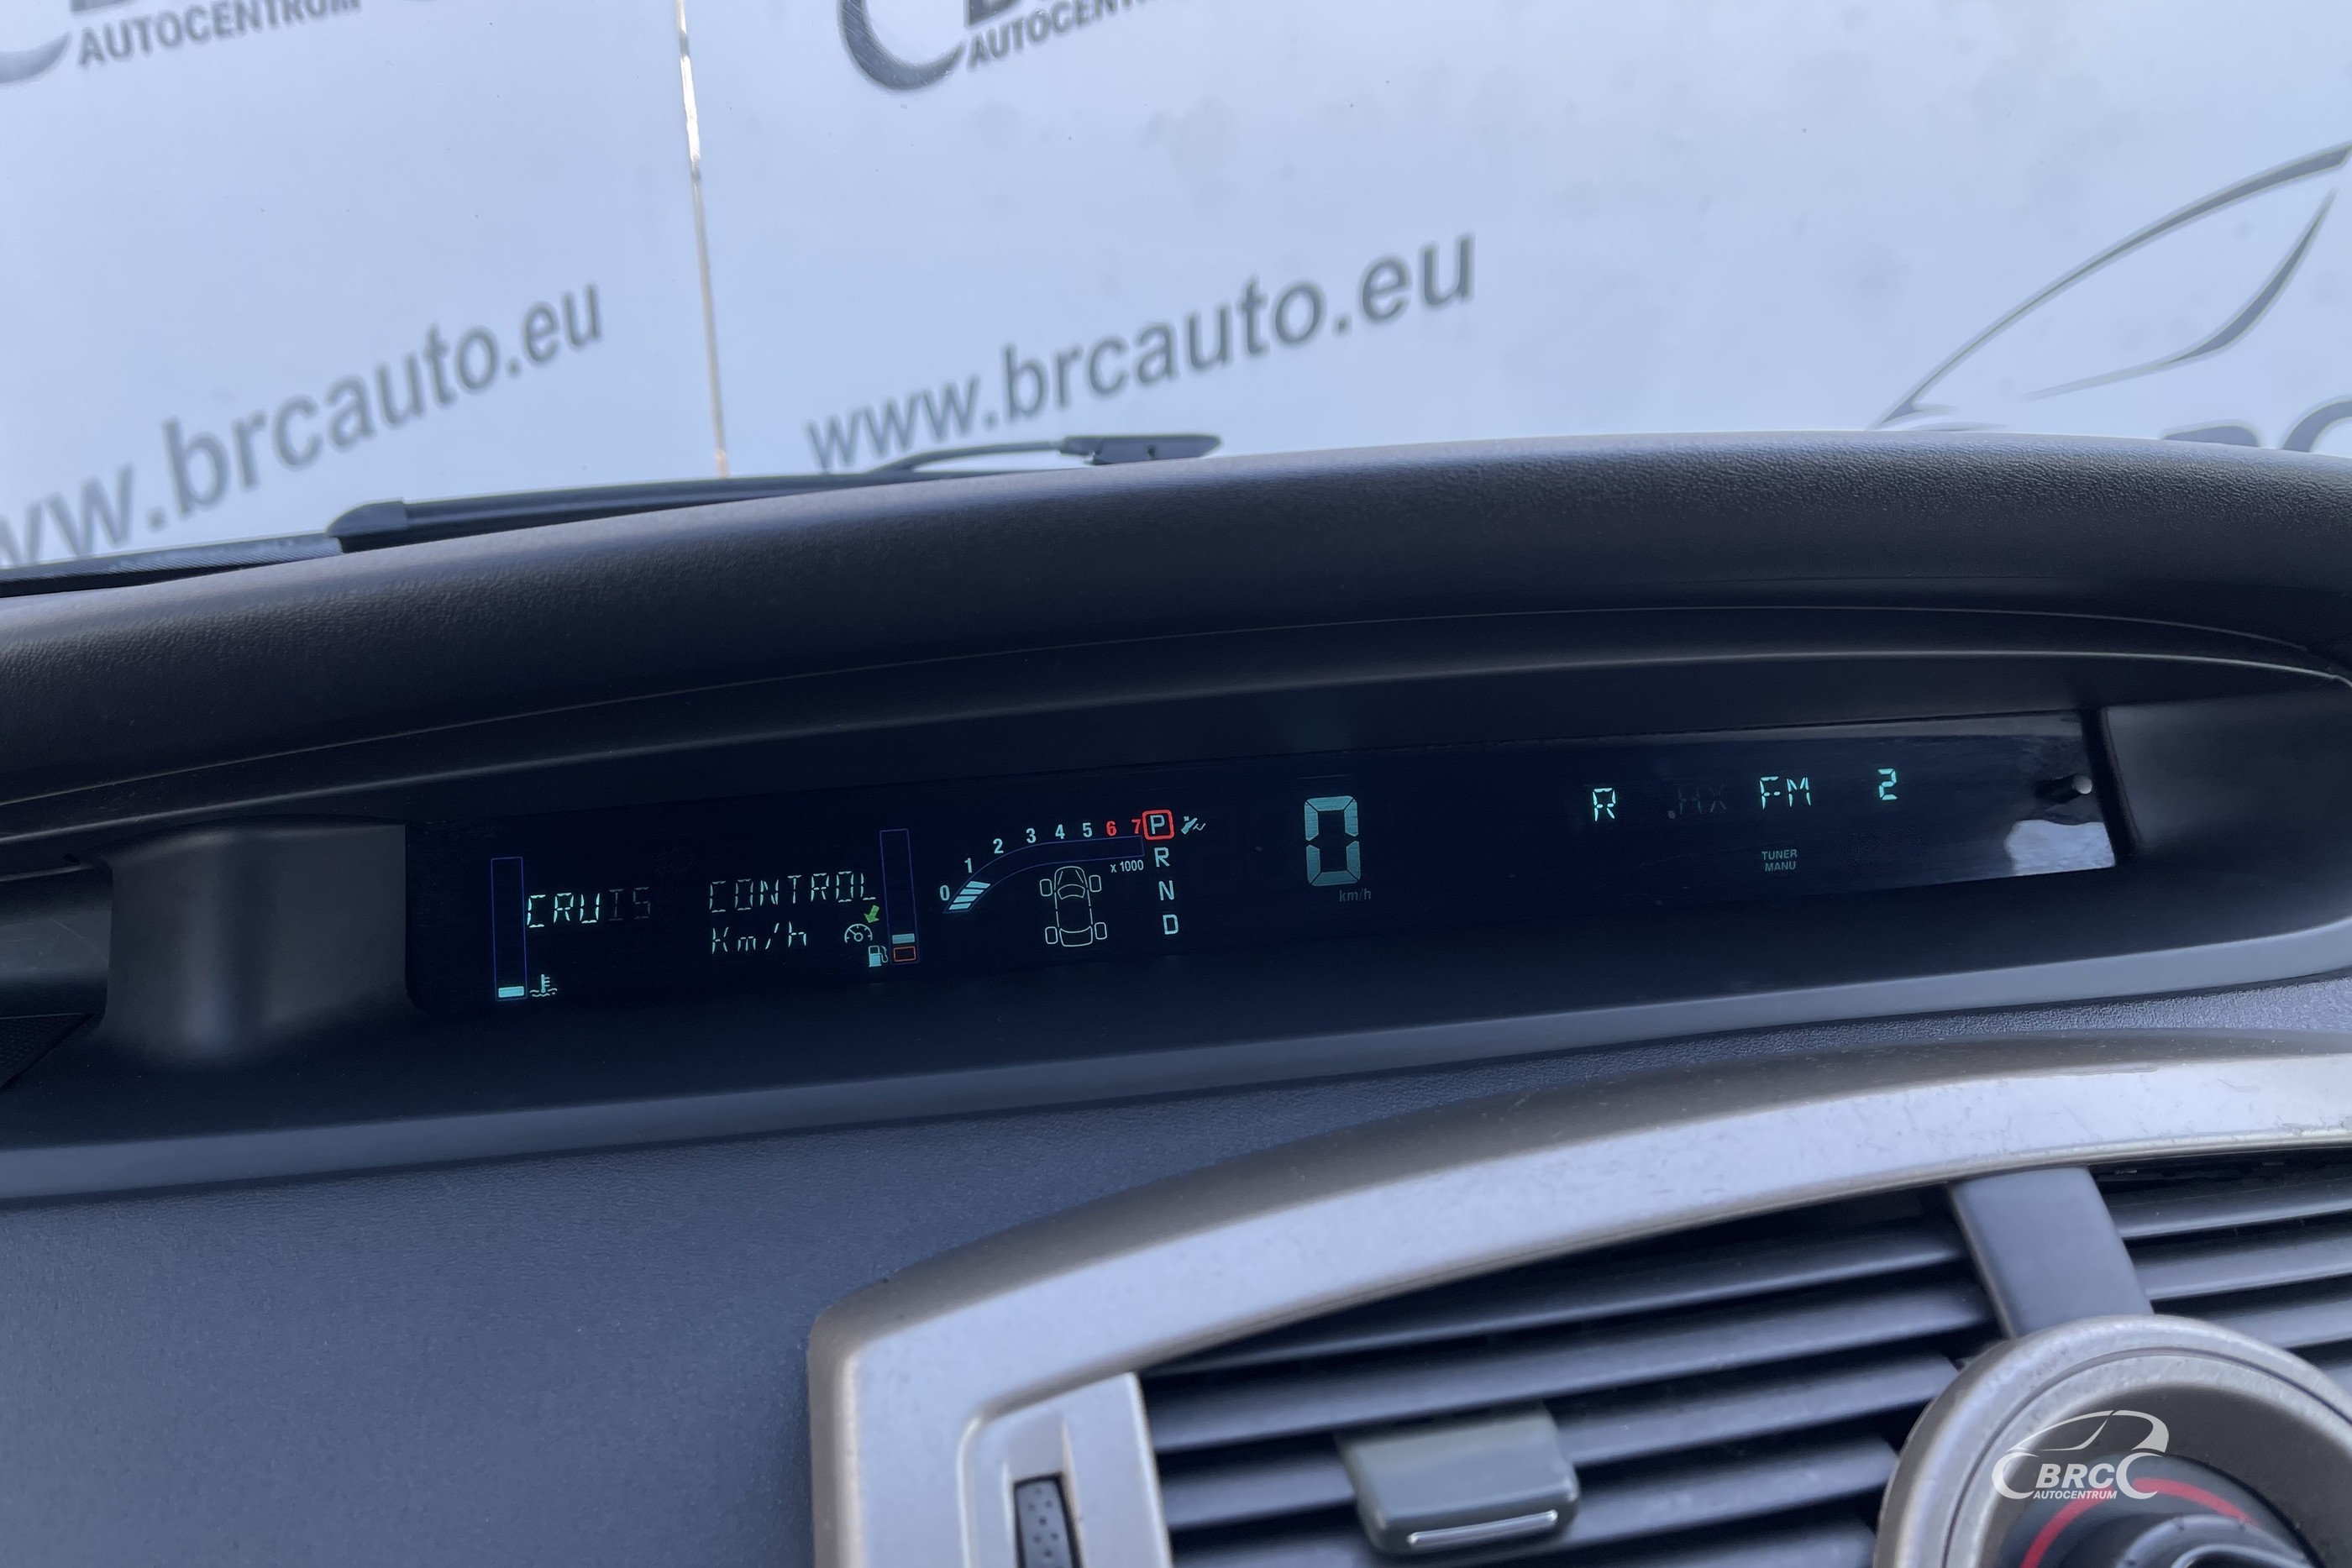 AUTOCENTRUM
AUTOCENTRUM
www.brcauto.eu
www.brcauto.eu
CRUIS CONTROL
Km/h
0 1 2 3 4 5 6 7
x 1000
P
R
N
D
0
km/h
R FM 2
TUNER
MANU
BRC
AUTOCENTRUM